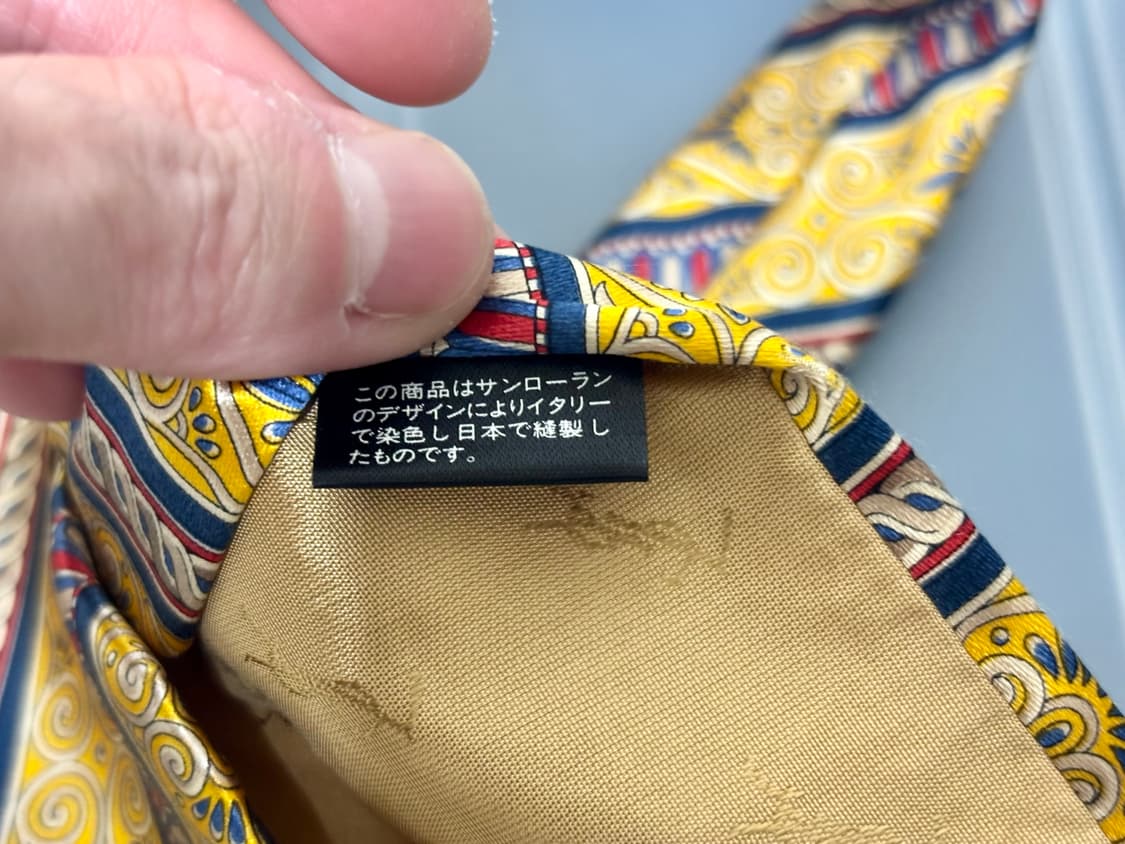 この商品はサンローラン
のデザインによりイタリー
で染色し日本で縫製し
たものです。